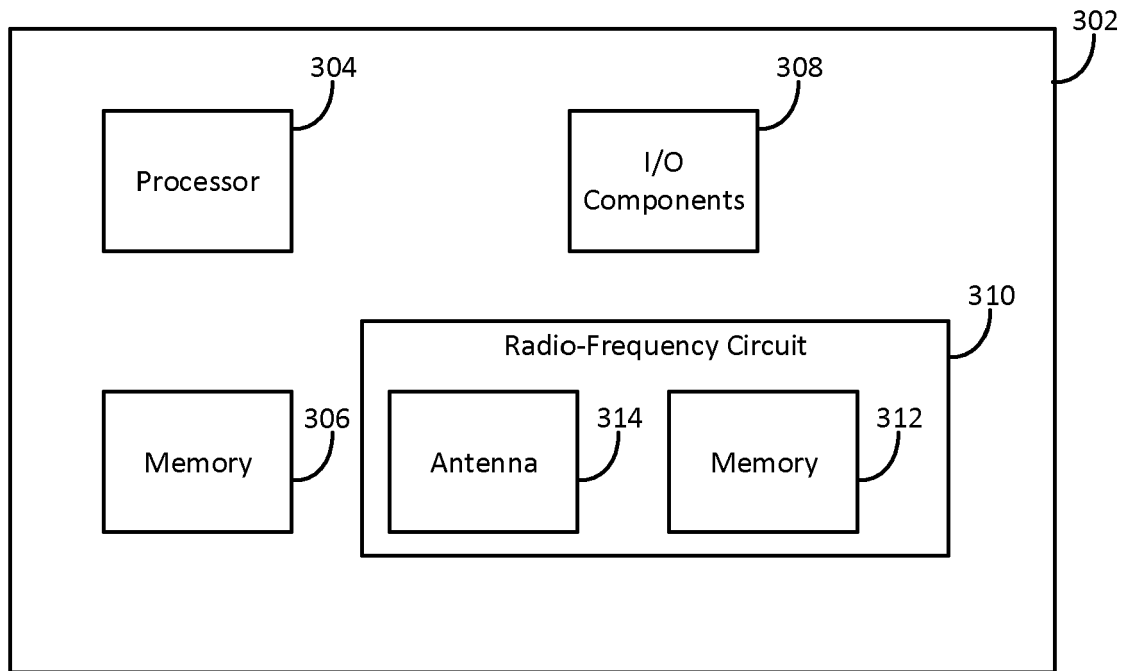 302
304
308
Processor
I/O
Components
310
Radio-Frequency Circuit
306
314
312
Memory
Antenna
Memory